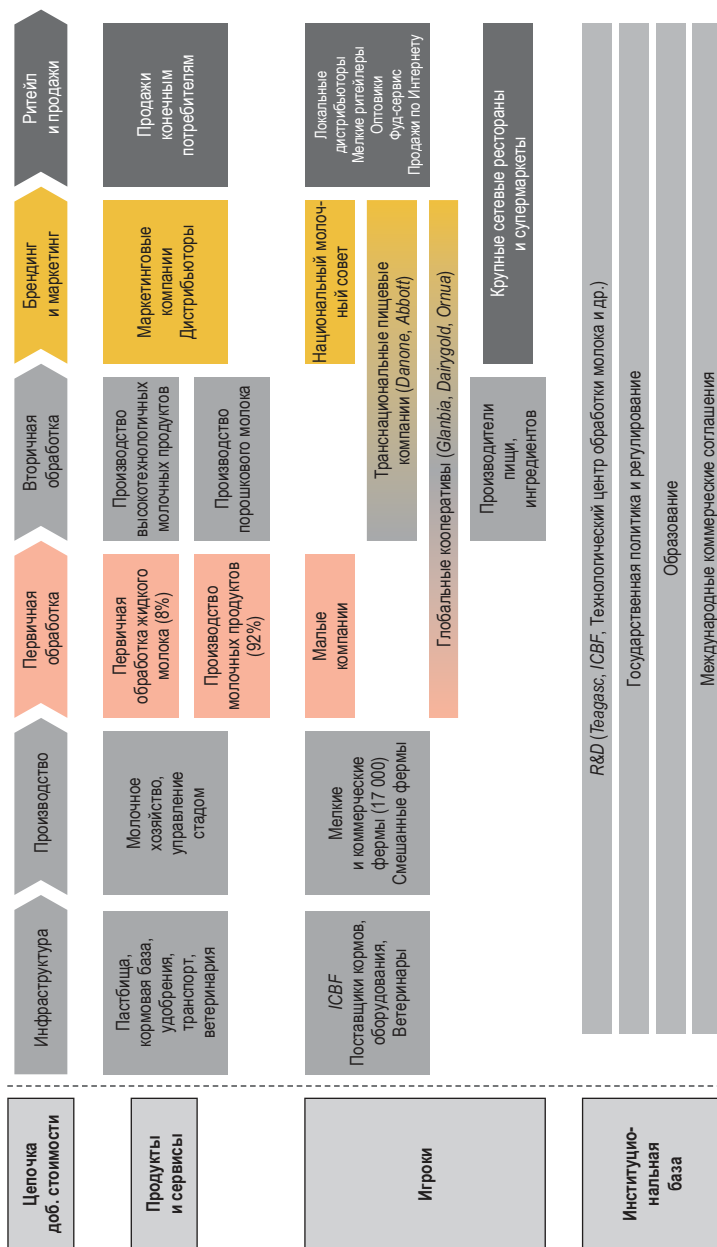 Цепочка
доб. стоимости
Инфраструктура
Производство
Первичная
обработка
Вторичная
обработка
Брендинг
и маркетинг
Ритейл
и продажи
Продукты
и сервисы
Пастбища,
кормовая база,
удобрения,
транспорт,
ветеринария
Молочное
хозяйство,
управление
стадом
Первичная
обработка жидкого
молока (8%)
Производство
молочных продуктов
(92%)
Производство
высокотехнологичных
молочных продуктов
Производство
порошкового молока
Маркетинговые
компании
Дистрибьюторы
Продажи
конечным
потребителям
Игроки
ICBF
Поставщики кормов,
оборудования,
Ветеринары
Мелкие
и коммерческие
фермы (17 000)
Смешанные фермы
Малые
компании
Национальный молоч-
ный совет
Транснациональные пищевые
компании (Danone, Abbott)
Глобальные кооперативы (Glanbia, Dairygold, Ornua)
Производители
пищи,
ингредиентов
Локальные
дистрибьюторы
Мелкие ритейлеры
Оптовики
Фуд-сервис
Продажи по Интернету
Крупные сетевые рестораны
и супермаркеты
Институцио-
нальная
база
R&D (Teagasc, ICBF, Технологический центр обработки молока и др.)
Государственная политика и регулирование
Образование
Международные коммерческие соглашения